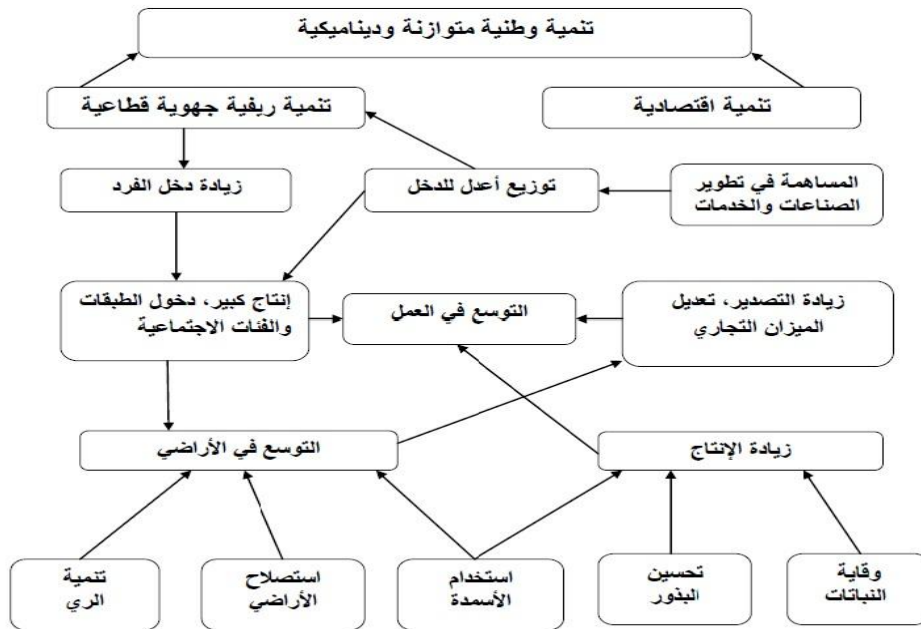 تنمية وطنية متوازنة وديناميكية
تنمية اقتصادية
تنمية ريفية جهوية قطاعية
المساهمة في تطوير
الصناعات والخدمات
توزيع أعدل للدخل
زيادة دخل الفرد
زيادة التصدير، تعديل
الميزان التجاري
التوسع في العمل
إنتاج كبير، دخول الطبقات
والفئات الاجتماعية
زيادة الإنتاج
التوسع في الأراضي
وقاية
النباتات
تحسين
البذور
استخدام
الأسمدة
استصلاح
الأراضي
تنمية
الري